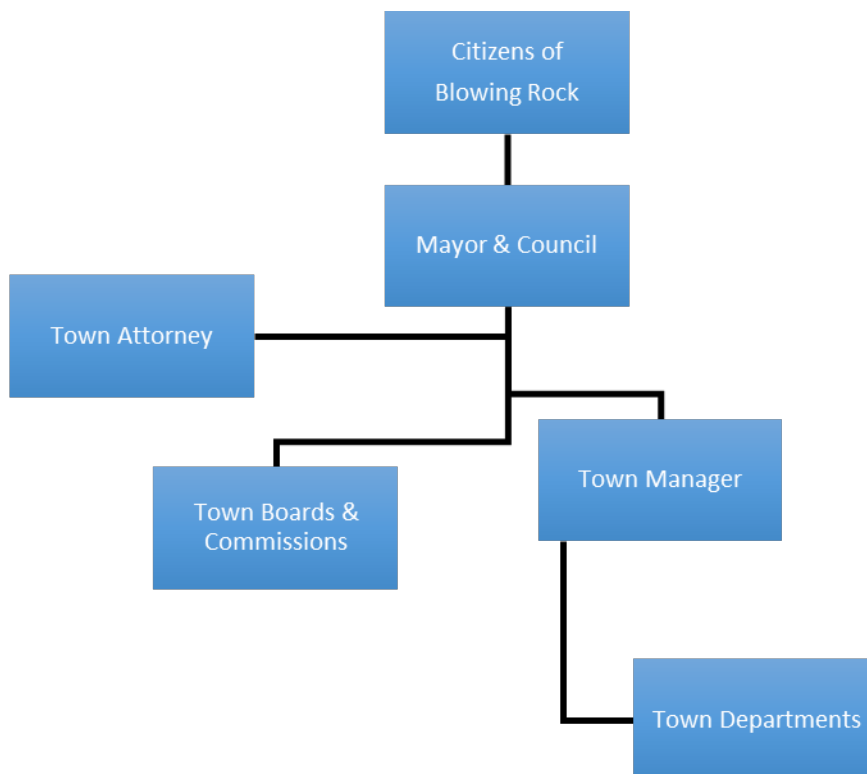 Citizens of
Blowing Rock
Mayor & Council
Town Attorney
Town Manager
Town Boards &
Commissions
Town Departments